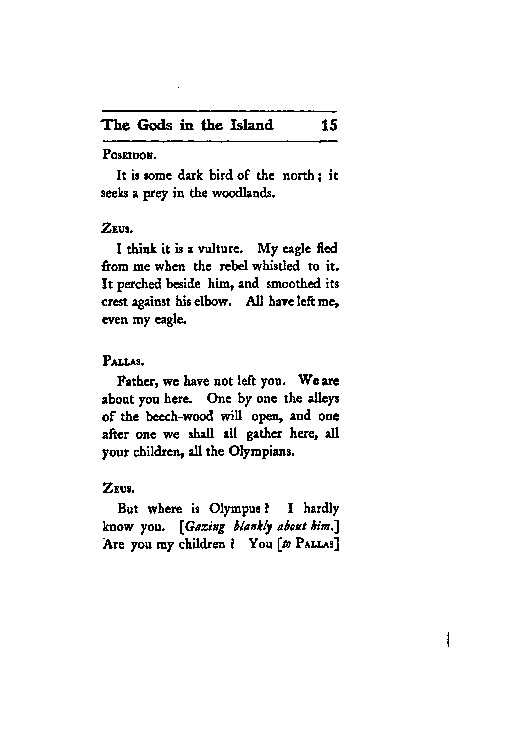 The Gods in the Island 15
POSEIDON.
It is some dark bird of the north; it
seeks a prey in the woodlands.
ZEUS.
I think it is a vulture. My eagle fled
from me when the rebel whistled to it.
It perched beside him, and smoothed its
crest against his elbow. All have left me,
even my eagle.
PALLAS.
Father, we have not left you. We are
about you here. One by one the alleys
of the beech-wood will open, and one
after one we shall all gather here, all
your children, all the Olympians.
ZEUS.
But where is Olympus? I hardly
know you. [Gazing blankly about him.]
Are you my children? You [to PALLAS]